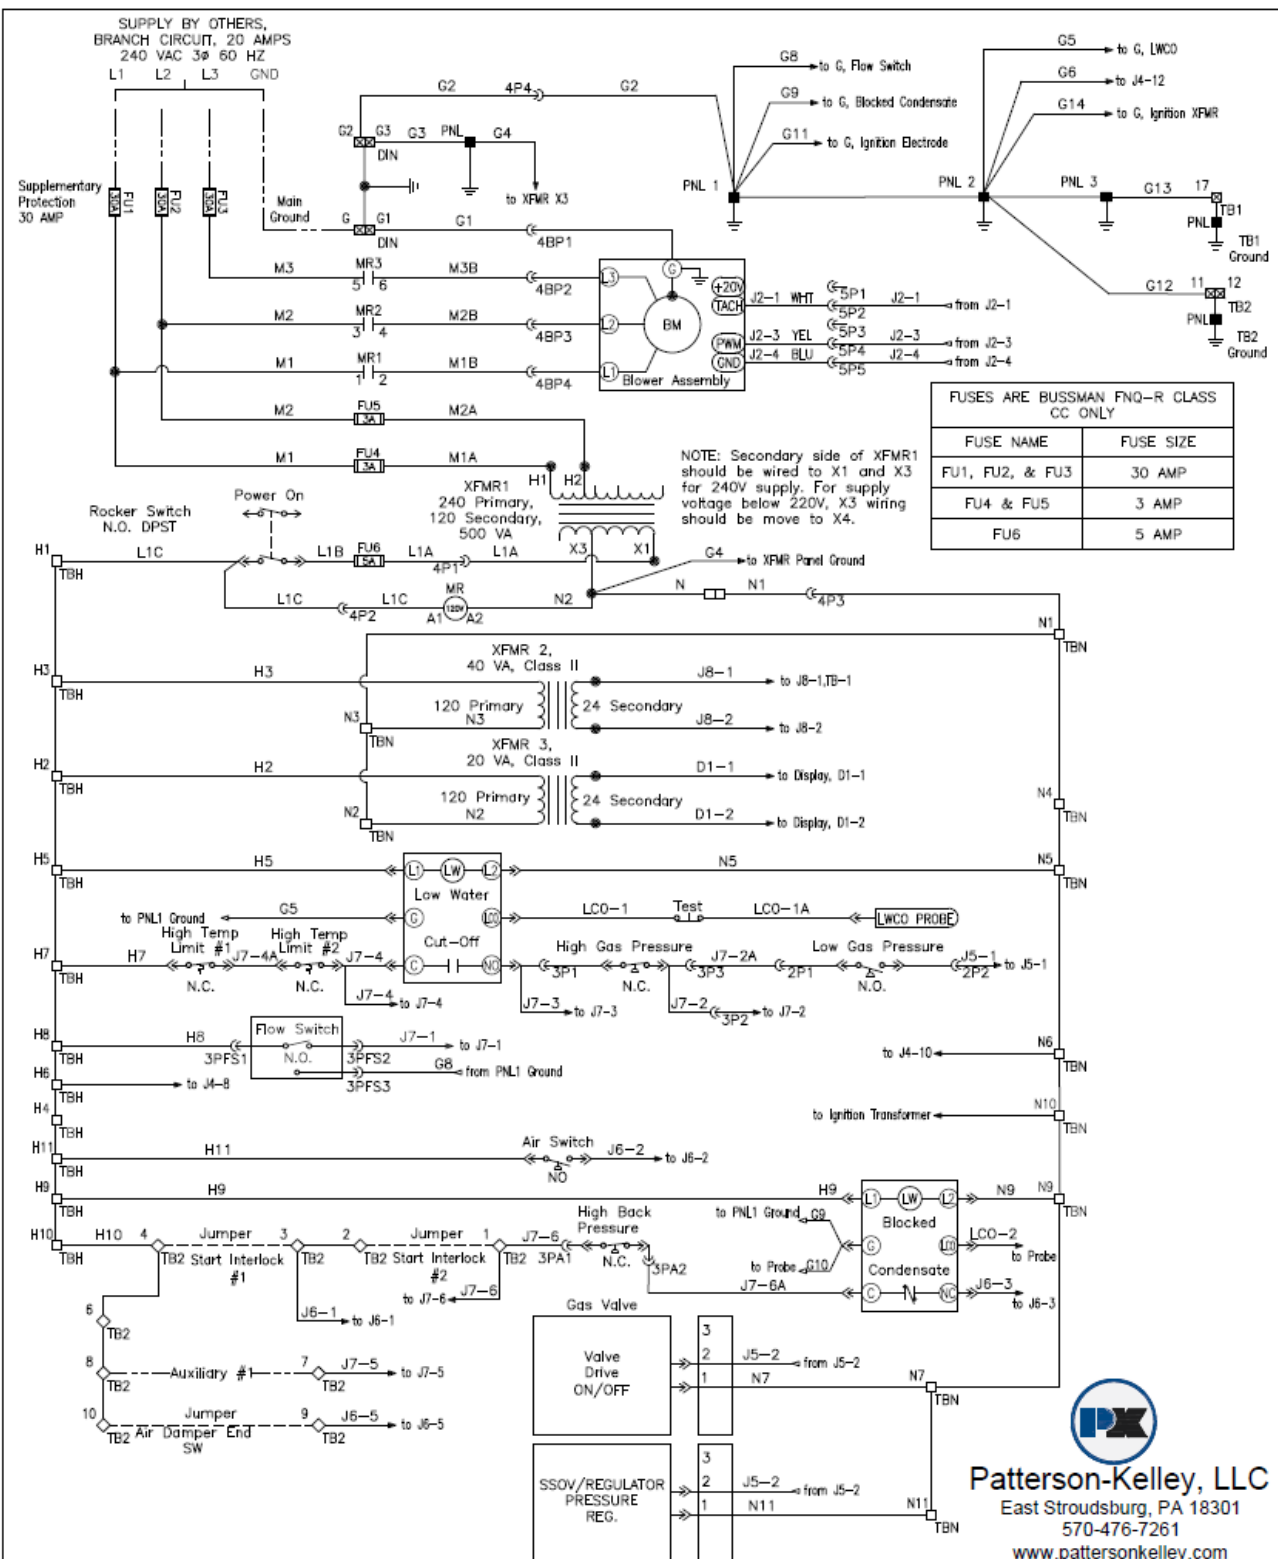 SUPPLY BY OTHERS,
BRANCH CIRCUIT, 20 AMPS
240 VAC 3ø 60 HZ
L1 L2 L3 GND
G2 4P4 G2
G8 to G, Flow Switch
G9 to G, Blocked Condensate
G11 to G, Ignition Electrode
G5 to G, LWCO
G6 to J4-12
G14 to G, Ignition XFMR
G2 G3 G3 PNL G4
DIN
to XFMR X3
Supplementary
Protection
30 AMP
30A FU1 30A FU2 30A FU3
Main
Ground
G G1 G1
DIN 4BP1
PNL 1 PNL 2 PNL 3 G13 17
TB1
PNL
TB1
Ground
G12 11 12
TB2
PNL
TB2
Ground
M3 MR3 M3B
5 6 4BP2
M2 MR2 M2B
3 4 4BP3
M1 MR1 M1B
1 2 4BP4
G
L3
L2 BM
L1
Blower Assembly
+20V
TACH
PWM
GND
5P1
J2-1 WHT J2-1 from J2-1
5P2
5P3
J2-3 YEL J2-3 from J2-3
5P4
J2-4 BLU J2-4 from J2-4
5P5
M2 FU5 M2A
3A
M1 FU4 M1A
3A
H1 H2
FUSES ARE BUSSMAN FNQ-R CLASS
CC ONLY
FUSE NAME FUSE SIZE
FU1, FU2, & FU3 30 AMP
FU4 & FU5 3 AMP
FU6 5 AMP
NOTE: Secondary side of XFMR1
should be wired to X1 and X3
for 240V supply. For supply
voltage below 220V, X3 wiring
should be move to X4.
XFMR1
240 Primary,
120 Secondary,
500 VA
X3 X1
Power On
Rocker Switch
N.O. DPST
H1 L1C L1B FU6 L1A L1A
TBH 5A 4P1
G4 to XFMR Panel Ground
L1C L1C MR N2
4P2 A1 120V A2
N N1
4P3
N1
TBN
XFMR 2,
40 VA, Class II
H3 H3 J8-1 to J8-1,TB-1
TBH
120 Primary 24 Secondary
N3 N3 J8-2 to J8-2
TBN
XFMR 3,
20 VA, Class II
H2 H2 D1-1 to Display, D1-1
TBH
120 Primary 24 Secondary
N2 N2 D1-2 to Display, D1-2
TBN
N4
TBN
H5 H5 L1 LW L2 N5 N5
TBH TBN
Low Water
to PNL1 Ground G5 G LCO LCO-1 Test LCO-1A LWCO PROBE
Cut-Off
High Temp
Limit #1
High Temp
Limit #2
H7 H7 J7-4A J7-4 C NO
TBH N.C. N.C.
High Gas Pressure Low Gas Pressure
3P1 N.C. 3P3 J7-2A 2P1 N.O. J5-1 2P2 to J5-1
J7-4 to J7-4
J7-3 to J7-3
J7-2 3P2 to J7-2
H8 H8 Flow Switch J7-1 to J7-1
TBH 3PFS1 N.O. 3PFS2
3PFS3 G8 from PNL1 Ground
to J4-10 N6
TBN
H6 to J4-8
TBH
H4
TBH
to Ignition Transformer N10
TBN
H11 H11 Air Switch J6-2 to J6-2
TBH NO
H9 H9 H9 L1 LW L2 N9 N9
TBH TBN
to PNL1 Ground G9 Blocked
G LCO LCO-2 to Probe
to Probe G10 Condensate
J7-6A C NC J6-3 to J6-3
H10 H10 4 Jumper 3 2 Jumper 1 J7-6
TBH TB2 Start Interlock #1 TB2 TB2 Start Interlock #2 TB2 3PA1
High Back
Pressure
N.C. 3PA2
to J7-6 J7-6
J6-1 to J6-1
6
TB2
8 Auxiliary #1 7 J7-5 to J7-5
TB2 TB2
10 Jumper 9 J6-5 to J6-5
TB2 Air Damper End SW TB2
Gas Valve
Valve
Drive
ON/OFF
3
2 J5-2 from J5-2
1 N7 N7
TBN
SSOV/REGULATOR
PRESSURE
REG.
3
2 J5-2 from J5-2
1 N11 N11
TBN
PK
Patterson-Kelley, LLC
East Stroudsburg, PA 18301
570-476-7261
www.pattersonkelley.com